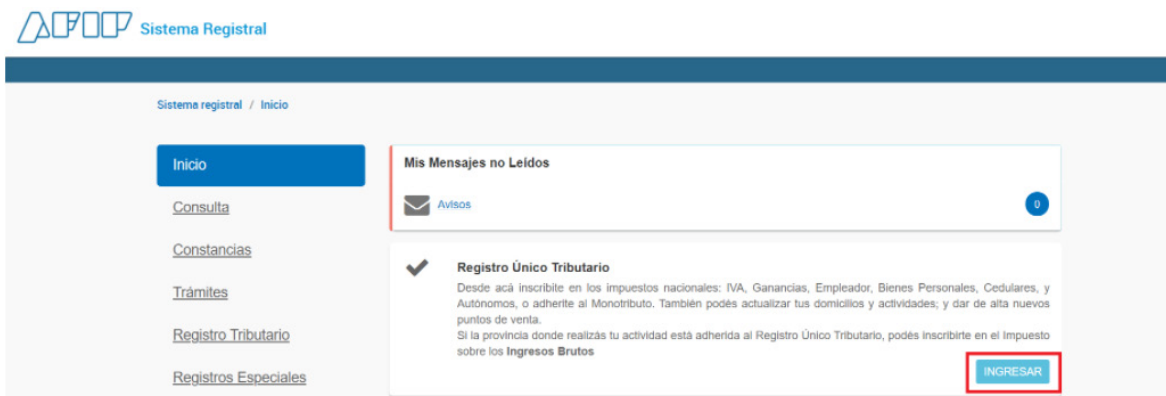 AFIP Sistema Registral
Sistema registral / Inicio
Inicio
Consulta
Constancias
Trámites
Registro Tributario
Registros Especiales
Mis Mensajes no Leídos
Avisos 0
Registro Único Tributario
Desde acá inscribite en los impuestos nacionales: IVA, Ganancias, Empleador, Bienes Personales, Cedulares, y
Autónomos, o adherite al Monotributo. También podés actualizar tus domicilios y actividades; y dar de alta nuevos
puntos de venta.
Si la provincia donde realizás tu actividad está adherida al Registro Único Tributario, podés inscribirte en el Impuesto
sobre los Ingresos Brutos
INGRESAR